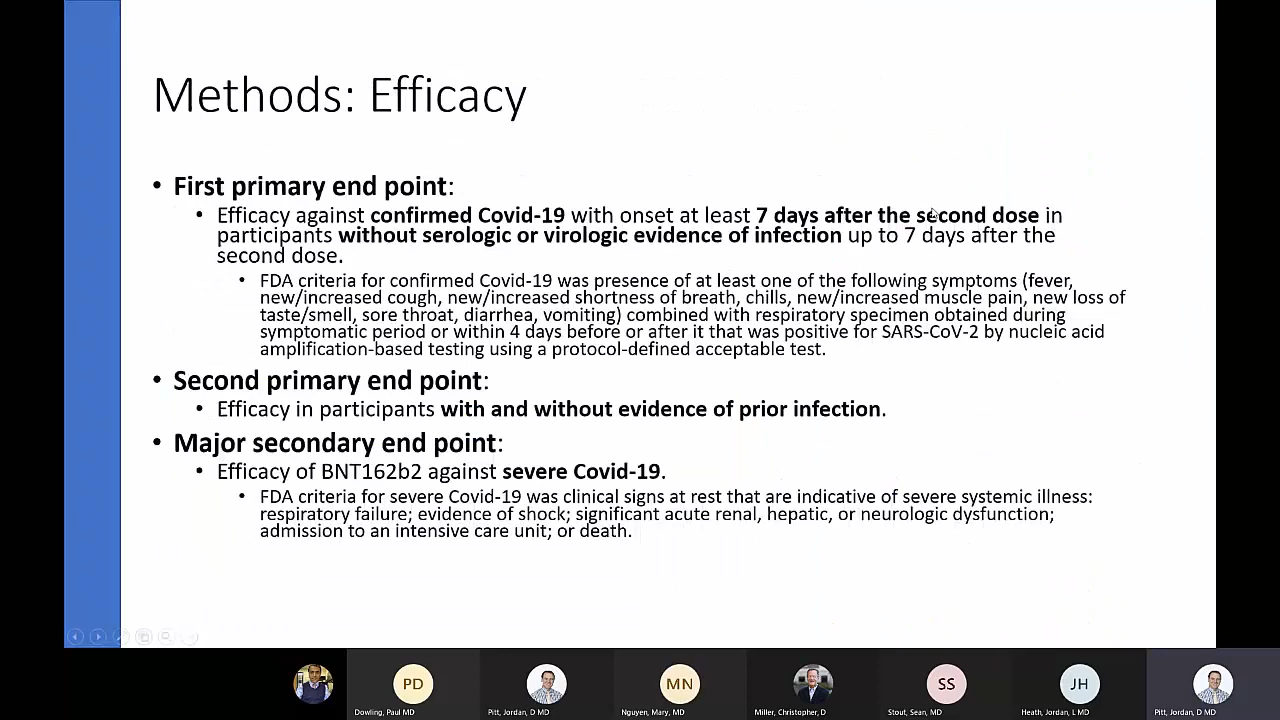 Methods: Efficacy
• First primary end point:
• Efficacy against confirmed Covid-19 with onset at least 7 days after the second dose in
participants without serologic or virologic evidence of infection up to 7 days after the
second dose.
• FDA criteria for confirmed Covid-19 was presence of at least one of the following symptoms (fever,
new/increased cough, new/increased shortness of breath, chills, new/increased muscle pain, new loss of
taste/smell, sore throat, diarrhea, vomiting) combined with respiratory specimen obtained during
symptomatic period or within 4 days before or after it that was positive for SARS-CoV-2 by nucleic acid
amplification-based testing using a protocol-defined acceptable test.
• Second primary end point:
• Efficacy in participants with and without evidence of prior infection.
• Major secondary end point:
• Efficacy of BNT162b2 against severe Covid-19.
• FDA criteria for severe Covid-19 was clinical signs at rest that are indicative of severe systemic illness:
respiratory failure; evidence of shock; significant acute renal, hepatic, or neurologic dysfunction;
admission to an intensive care unit; or death.
PD
MN
SS
JH
Dowling, Paul MD
Pitt, Jordan, D MD
Nguyen, Mary, MD
Miller, Christopher, D
Stout, Sean, MD
Heath, Jordan, L MD
Pitt, Jordan, D MD